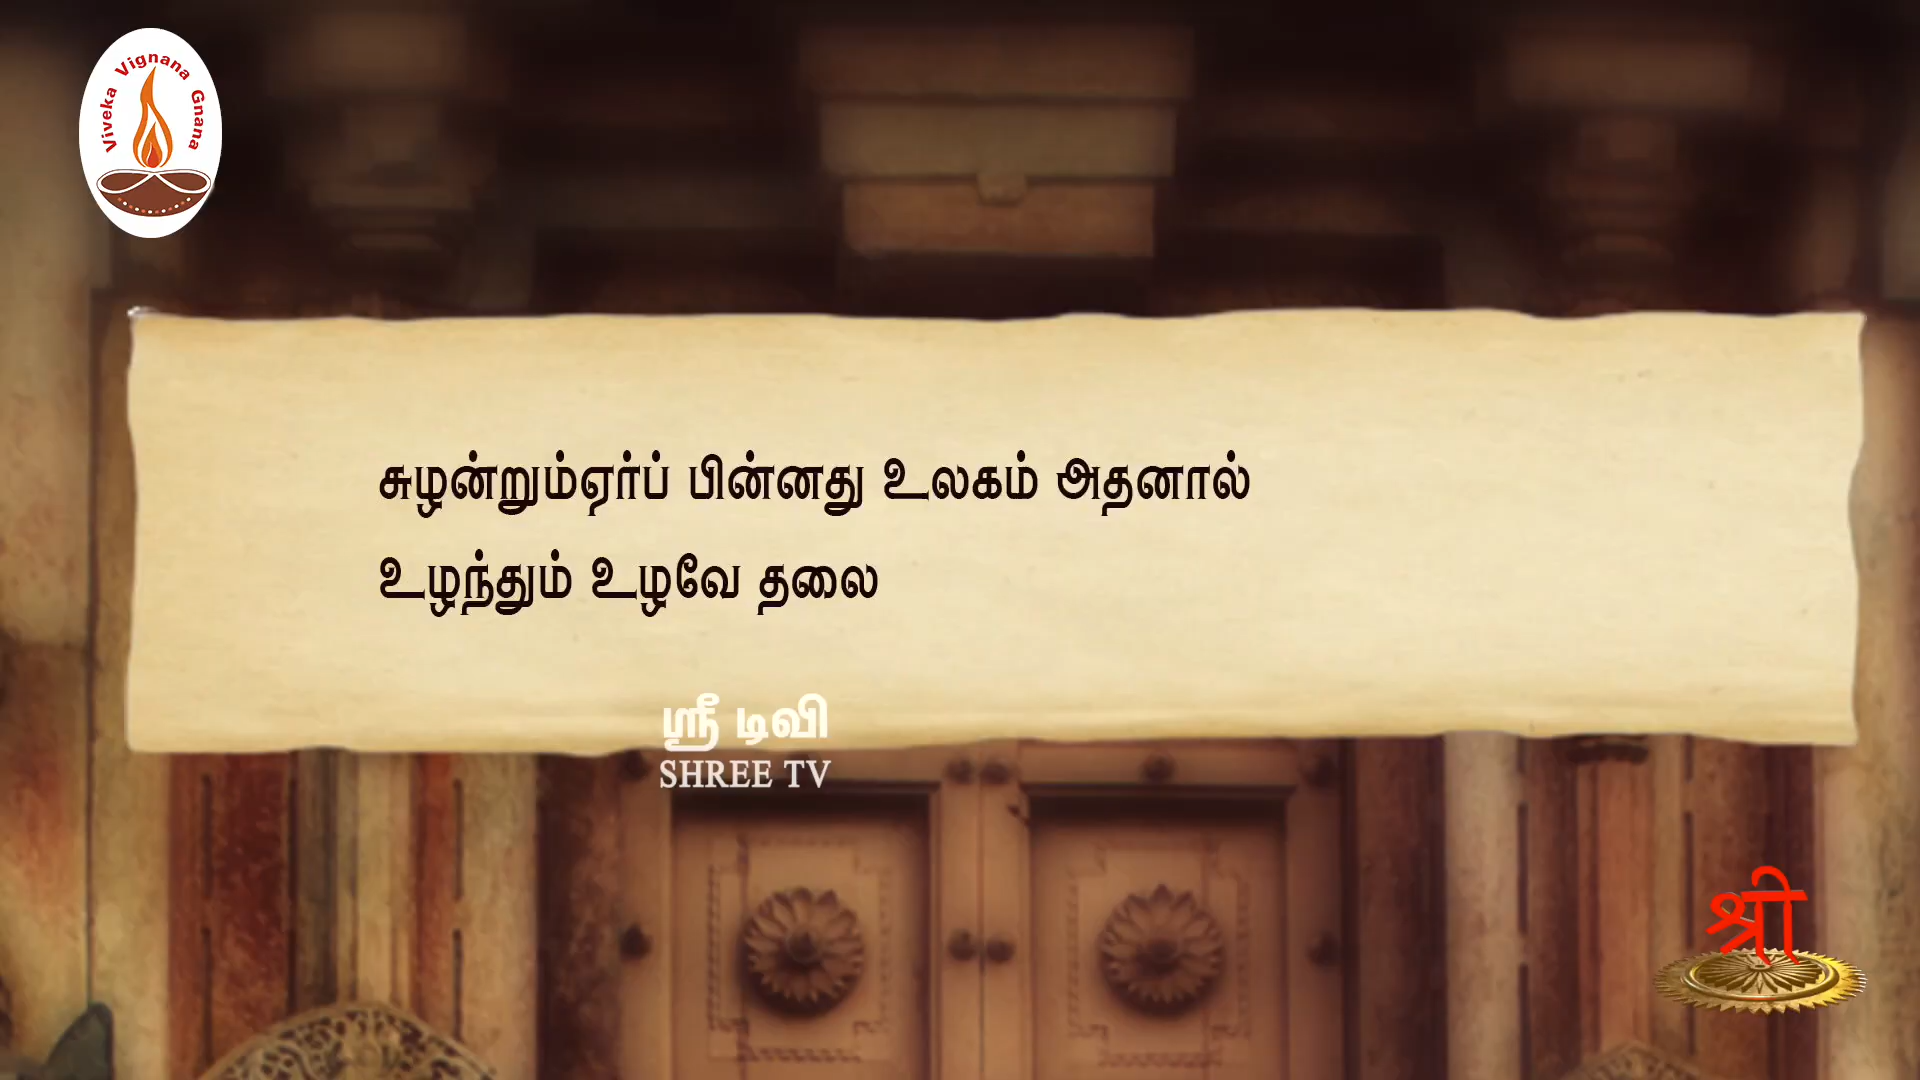 Viveka Vignana Gnana
சுழன்றும்ஏர்ப் பின்னது உலகம் அதனால்
உழந்தும் உழவே தலை
ஸ்ரீ டிவி
SHREE TV
श्री